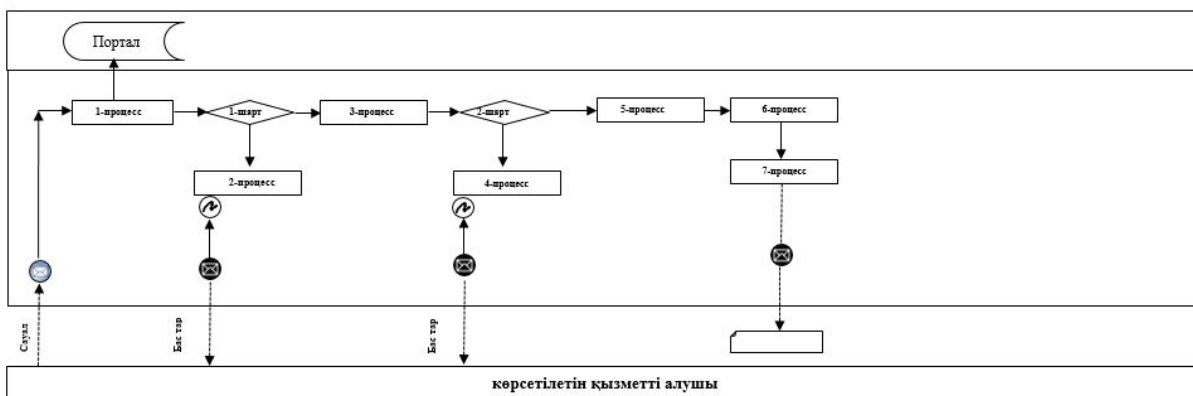 Портал
1-процесс
1-шарт
3-процесс
2-шарт
5-процесс
6-процесс
2-процесс
4-процесс
7-процесс
Сауал
Бас тар
Бас тар
көрсетілетін қызметті алушы